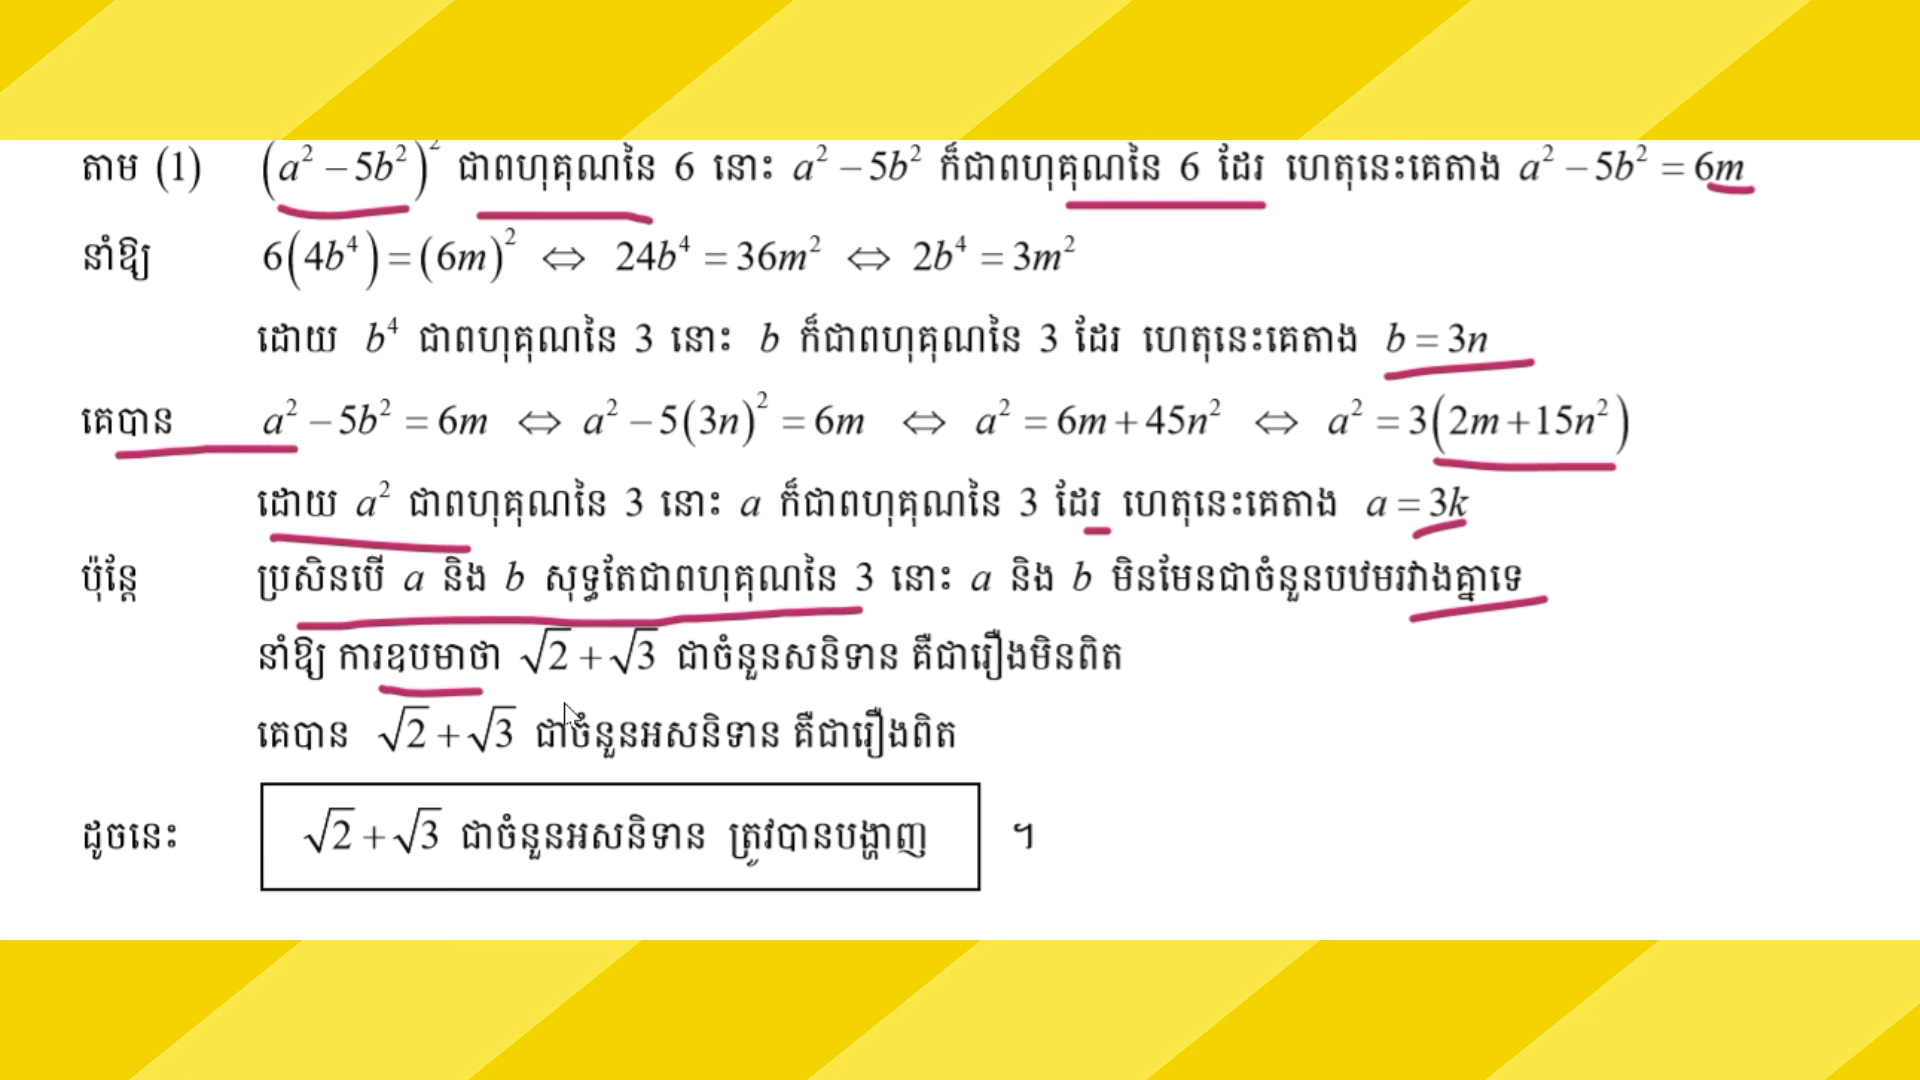 តាម (1) (a² – 5b²)² ជាពហុគុណនៃ 6 នោះ a² – 5b² ក៏ជាពហុគុណនៃ 6 ដែរ ហេតុនេះគេតាង a² – 5b² = 6m
នាំឱ្យ 6(4b⁴) = (6m)² ⇔ 24b⁴ = 36m² ⇔ 2b⁴ = 3m²
ដោយ b⁴ ជាពហុគុណនៃ 3 នោះ b ក៏ជាពហុគុណនៃ 3 ដែរ ហេតុនេះគេតាង b = 3n
គេបាន a² – 5b² = 6m ⇔ a² – 5(3n)² = 6m ⇔ a² = 6m + 45n² ⇔ a² = 3(2m + 15n²)
ដោយ a² ជាពហុគុណនៃ 3 នោះ a ក៏ជាពហុគុណនៃ 3 ដែរ ហេតុនេះគេតាង a = 3k
ប៉ុន្តែ ប្រសិនបើ a និង b សុទ្ធតែជាពហុគុណនៃ 3 នោះ a និង b មិនមែនជាចំនួនបឋមរវាងគ្នាទេ
នាំឱ្យ ការឧបមាថា √2 + √3 ជាចំនួនសនិទាន គឺជារឿងមិនពិត
គេបាន √2 + √3 ជាចំនួនអសនិទាន គឺជារឿងពិត
ដូចនេះ √2 + √3 ជាចំនួនអសនិទាន ត្រូវបានបង្ហាញ ។